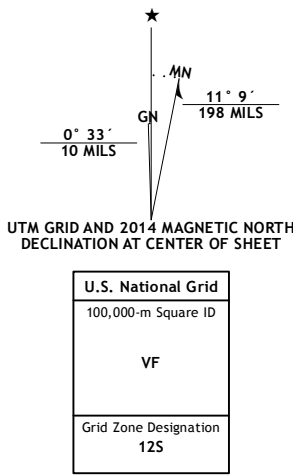 ★
MN
GN
11° 9´
198 MILS
0° 33´
10 MILS
UTM GRID AND 2014 MAGNETIC NORTH
DECLINATION AT CENTER OF SHEET
U.S. National Grid
100,000-m Square ID
VF
Grid Zone Designation
12S